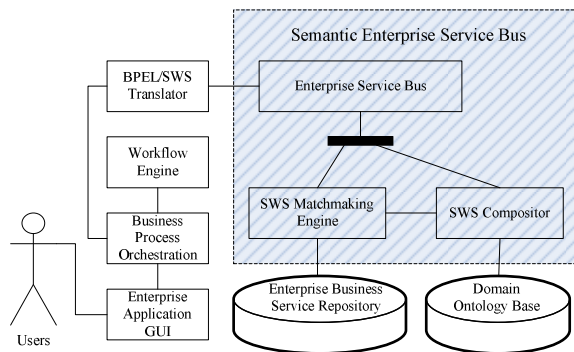 Semantic Enterprise Service Bus
BPEL/SWS
Translator
Enterprise Service Bus
Workflow
Engine
SWS Matchmaking
Engine
SWS Compositor
Business
Process
Orchestration
Enterprise
Application
GUI
Enterprise Business
Service Repository
Domain
Ontology Base
Users